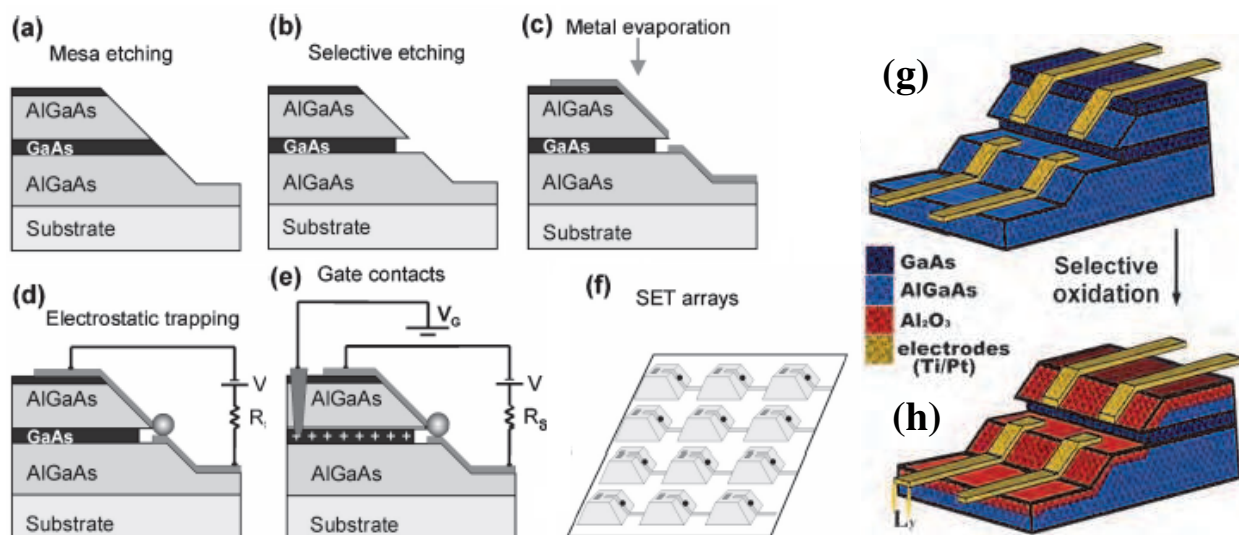 (a)
Mesa etching
AlGaAs
GaAs
AlGaAs
Substrate
(b)
Selective etching
AlGaAs
GaAs
AlGaAs
Substrate
(c)
Metal evaporation
AlGaAs
GaAs
AlGaAs
Substrate
(d)
Electrostatic trapping
AlGaAs
GaAs
AlGaAs
Substrate
V
R
(e)
Gate contacts
VG
AlGaAs
+ + + + + + + +
AlGaAs
Substrate
V
RS
(f)
SET arrays
(g)
GaAs
AlGaAs
Al2O3
electrodes
(Ti/Pt)
Selective
oxidation
(h)
Ly